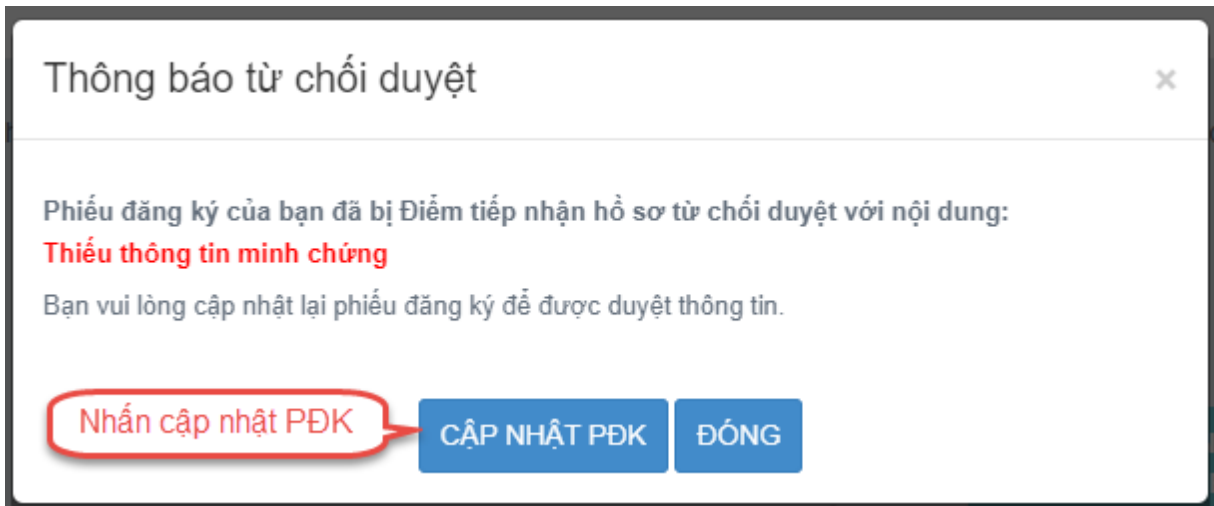 Thông báo từ chối duyệt
×
Phiếu đăng ký của bạn đã bị Điểm tiếp nhận hồ sơ từ chối duyệt với nội dung:
Thiếu thông tin minh chứng
Bạn vui lòng cập nhật lại phiếu đăng ký để được duyệt thông tin.
Nhấn cập nhật PĐK
CẬP NHẬT PĐK ĐÓNG